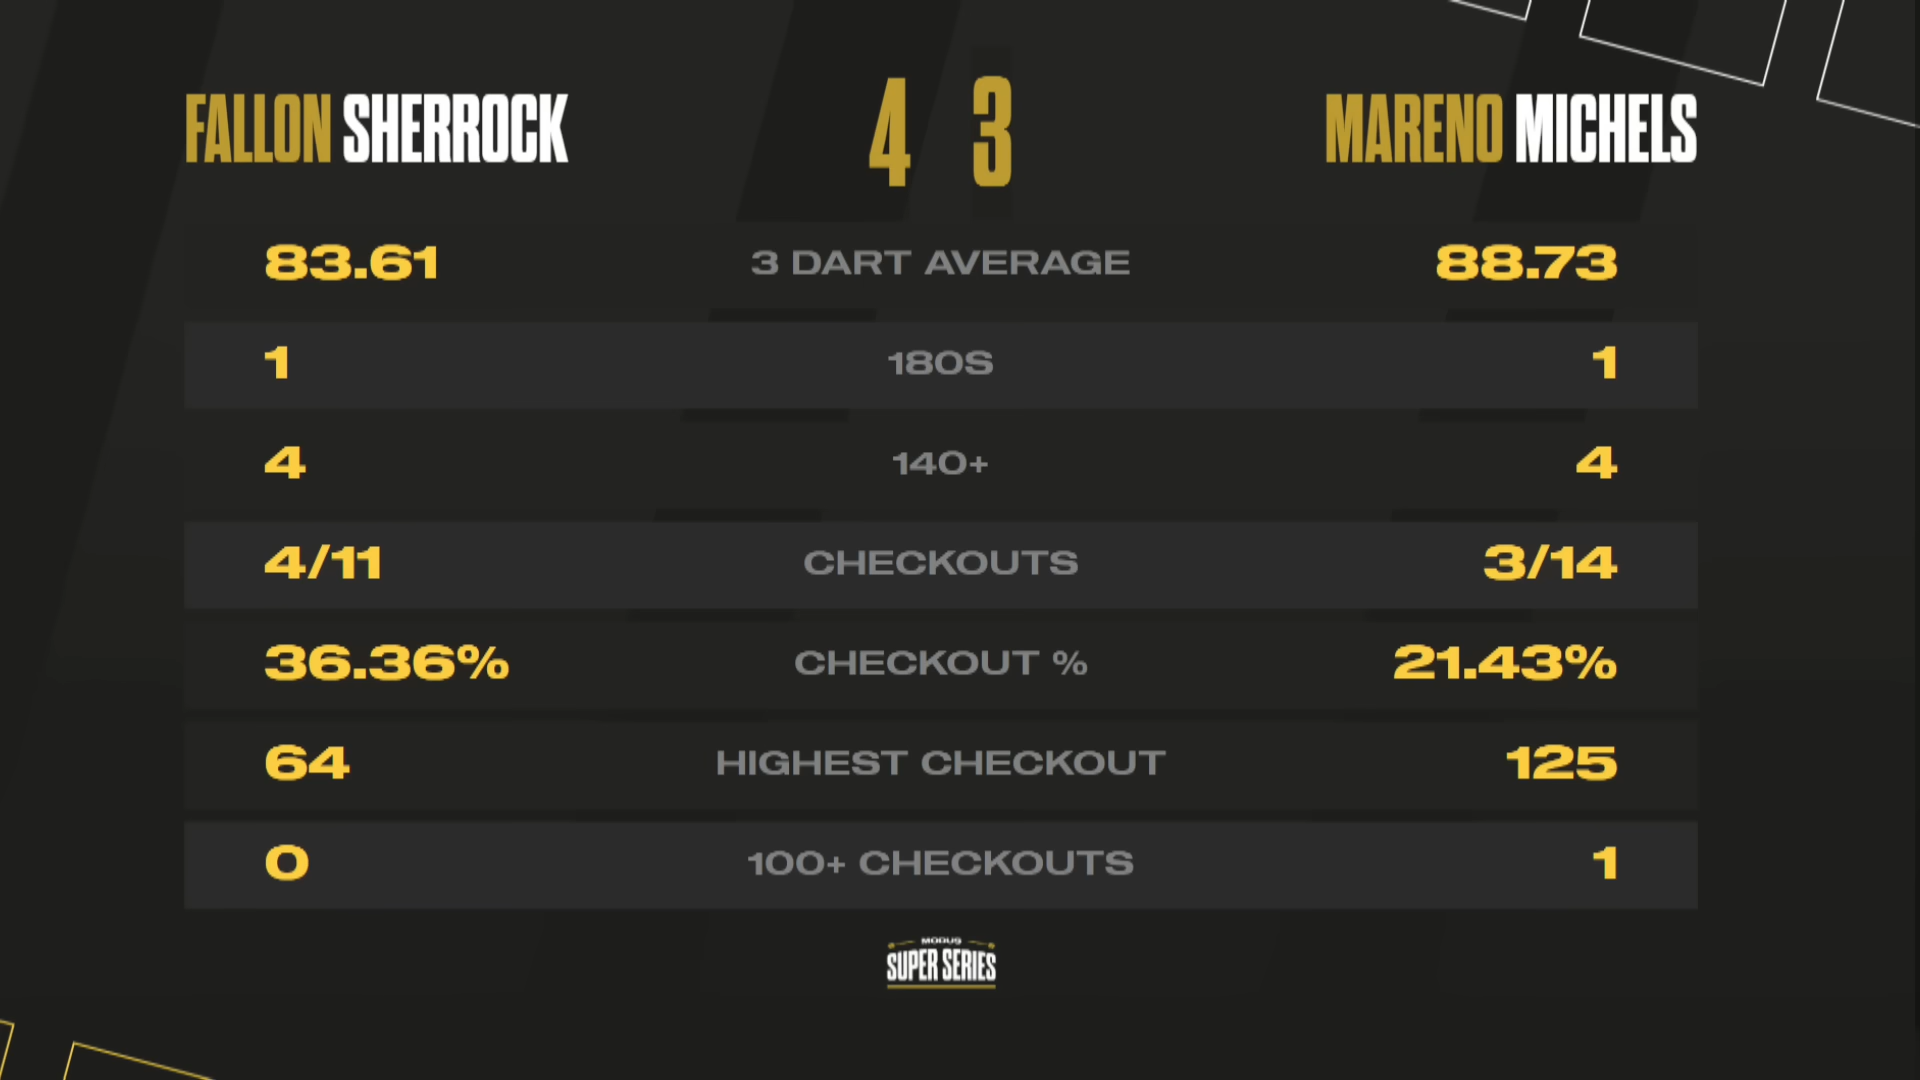 FALLON SHERROCK 4 3 MARENO MICHELS
83.61 3 DART AVERAGE 88.73
1 180S 1
4 140+ 4
4/11 CHECKOUTS 3/14
36.36% CHECKOUT % 21.43%
64 HIGHEST CHECKOUT 125
0 100+ CHECKOUTS 1
MODUS
SUPER SERIES